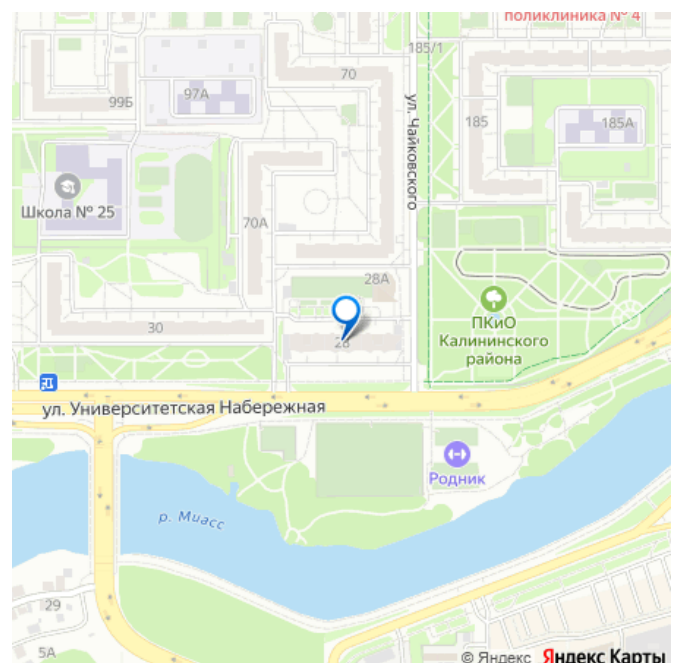 поликлиника № 4
185/1
70
97А
99Б
ул. Чайковского
185
185А
Школа № 25
70А
28А
ПКиО
Калининского
района
30
28
ул. Университетская Набережная
Родник
р. Миасс
29
5А
© Яндекс Яндекс Карты